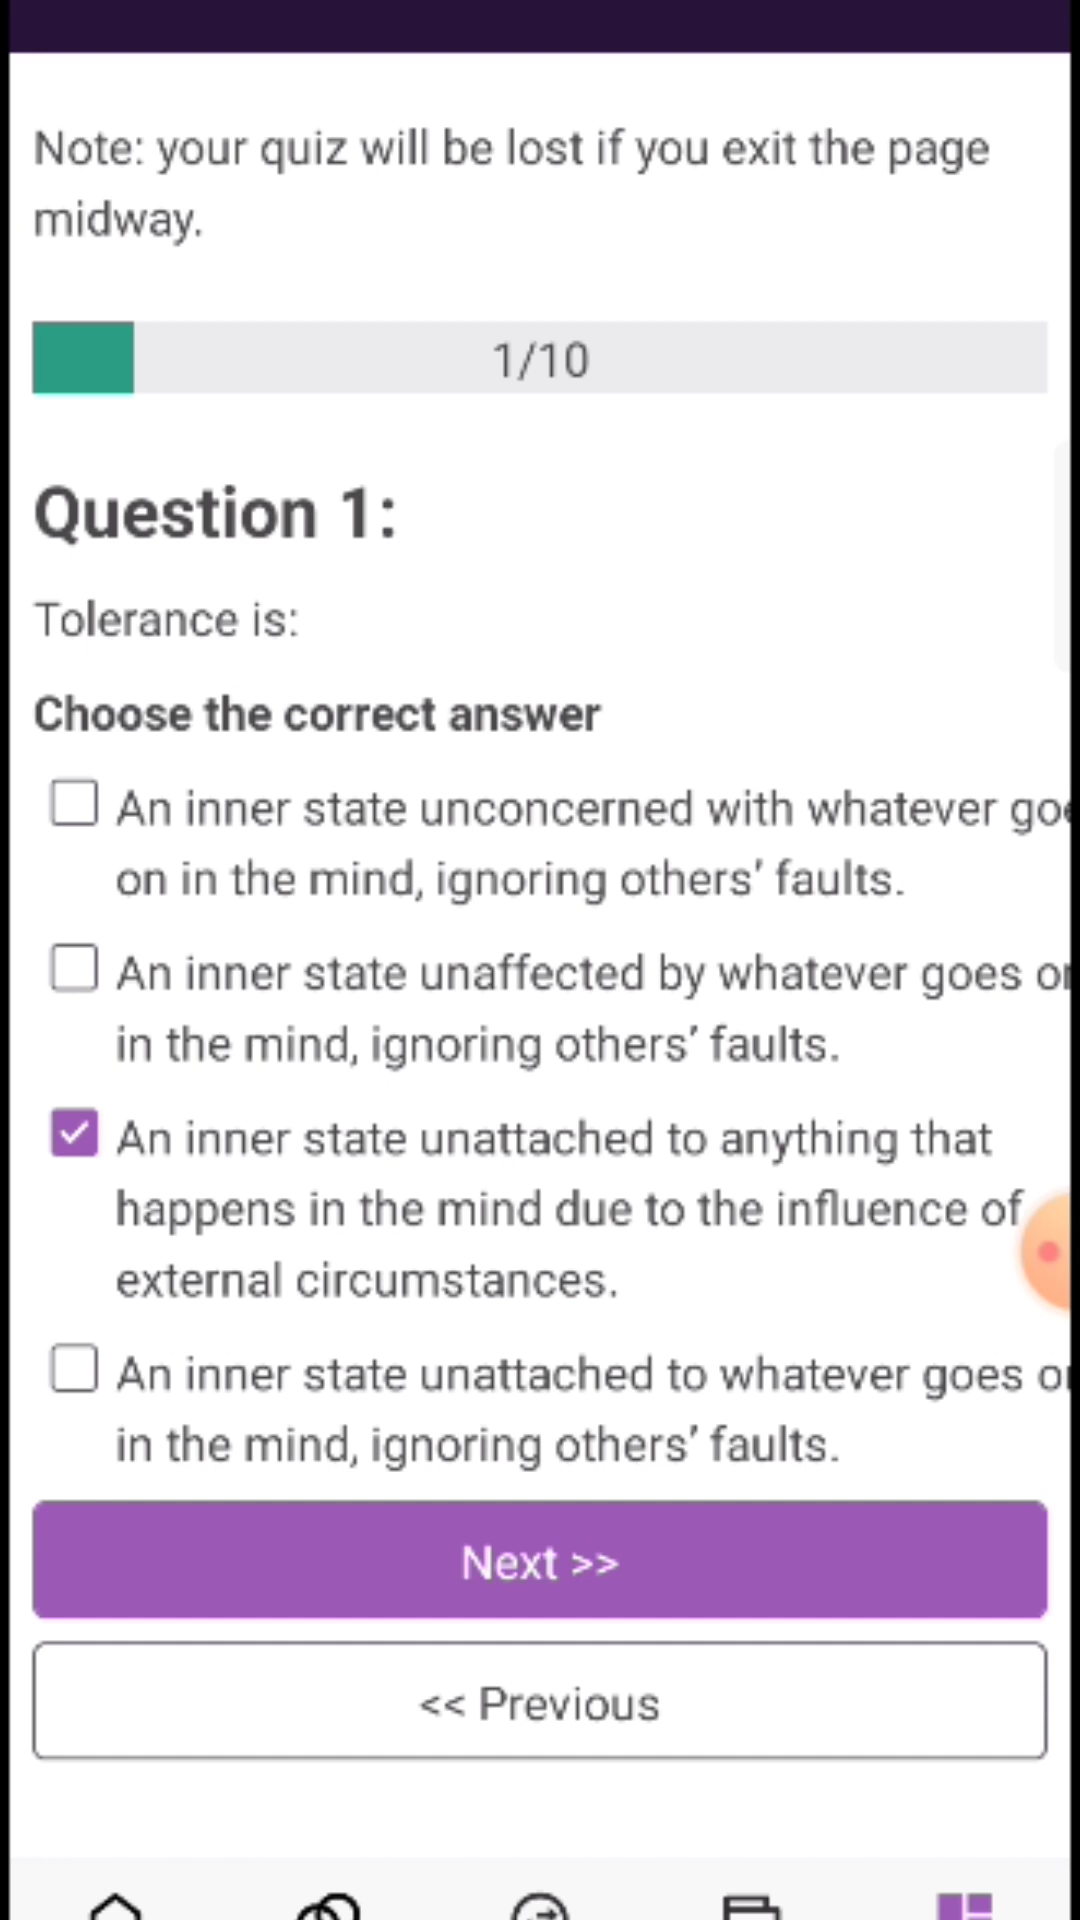 Note: your quiz will be lost if you exit the page
midway.
1/10
Question 1:
Tolerance is:
Choose the correct answer
An inner state unconcerned with whatever
on in the mind, ignoring others’ faults.
An inner state unaffected by whatever goes
in the mind, ignoring others’ faults.
An inner state unattached to anything that
happens in the mind due to the influence of
external circumstances.
An inner state unattached to whatever goes
in the mind, ignoring others’ faults.
Next >>
<< Previous